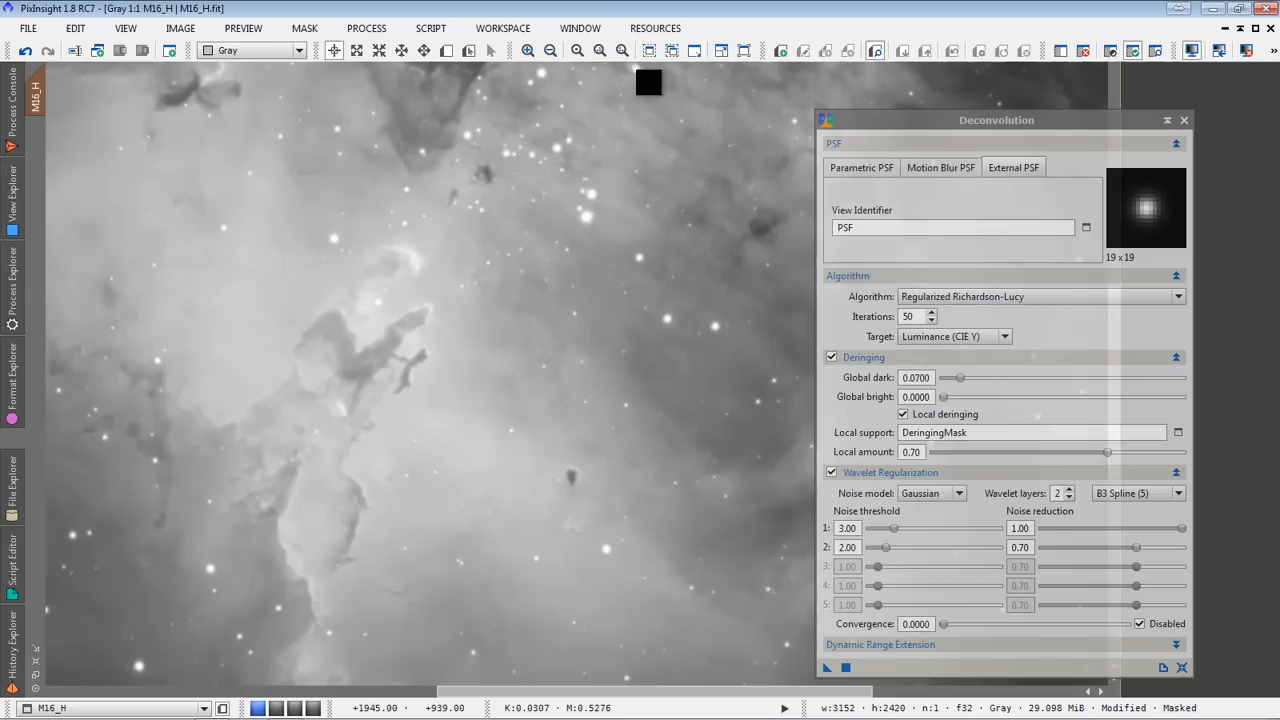 PixInsight 1.8 RC7 - [Gray 1:1 M16_H | M16_H.fit]
FILE EDIT VIEW IMAGE PROCESS PREVIEW MASK PROCESS SCRIPT WORKSPACE WINDOW RESOURCES
Gray
Process Console
View Explorer
Process Explorer
Format Explorer
File Explorer
Script Editor
History Explorer
M16_H
Deconvolution
PSF
Parametric PSF Motion Blur PSF External PSF
View Identifier
PSF
19 x 19
Algorithm
Algorithm: Regularized Richardson-Lucy
Iterations: 50
Target: Luminance (CIE Y)
Deringing
Global dark: 0.0700
Global bright: 0.0000
Local deringing
Local support: DeringingMask
Local amount: 0.70
Wavelet Regularization
Noise model: Gaussian Wavelet layers: 2 B3 Spline (5)
Noise threshold Noise reduction
1: 3.00 1.00
2: 2.00 0.70
3: 1.00 0.70
4: 1.00 0.70
5: 1.00 0.70
Convergence: 0.0000 Disabled
Dynamic Range Extension
M16_H +1945.00 +939.00 K:0.0307 · M:0.5276 w:3152 · h:2420 · n:1 · f32 · Gray · 29.098 MiB · Modified · Masked